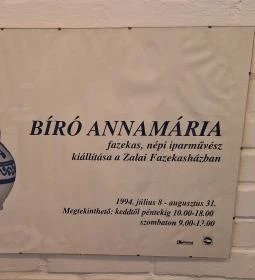 BÍRÓ ANNAMÁRIA
fazekas, népi iparművész
kiállítása a Zalai Fazekasházban
1994. július 8 - augusztus 31.
Megtekinthető: keddtől péntekig 10.00-18.00
szombaton 9.00-13.00